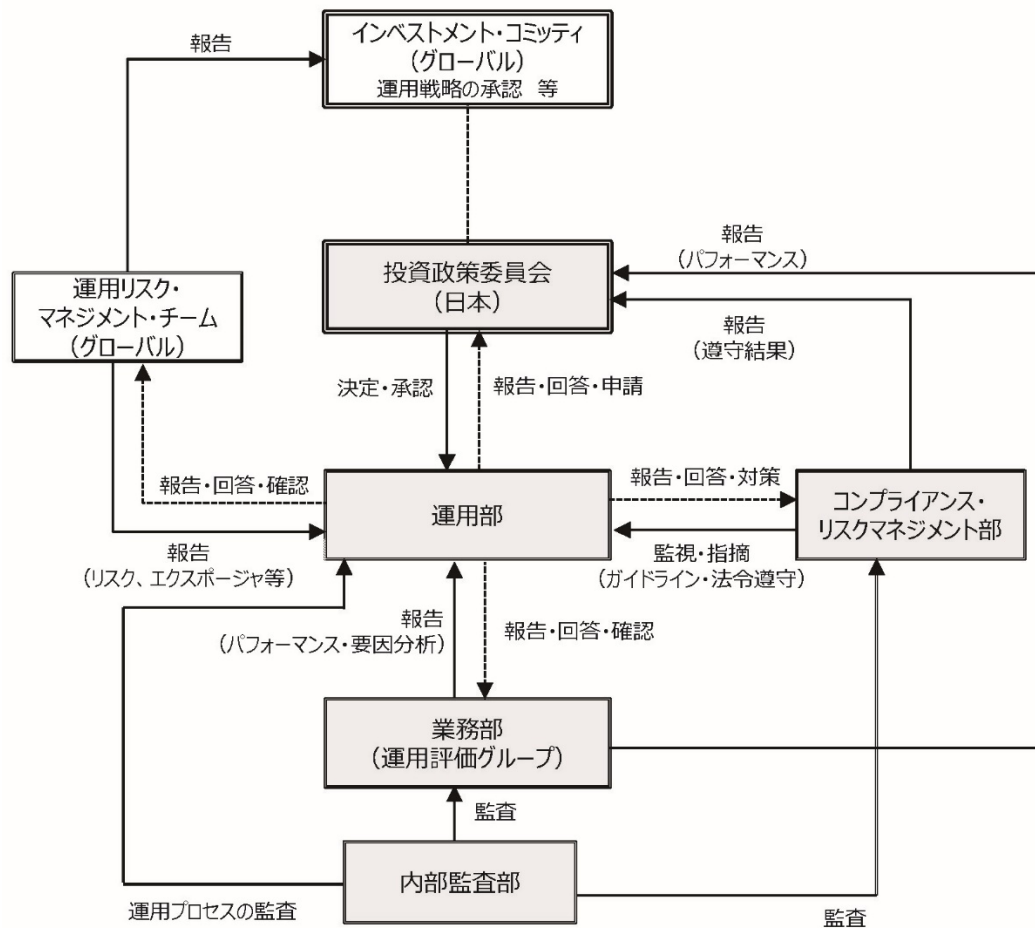 報告
インベストメント・コミッティ
(グローバル)
運用戦略の承認 等
報告
(パフォーマンス)
投資政策委員会
(日本)
運用リスク・
マネジメント・チーム
(グローバル)
報告
(遵守結果)
決定・承認
報告・回答・申請
報告・回答・確認
運用部
報告・回答・対策
コンプライアンス・
リスクマネジメント部
報告
(リスク、エクスポージャ等)
監視・指摘
(ガイドライン・法令遵守)
報告
(パフォーマンス・要因分析)
報告・回答・確認
業務部
(運用評価グループ)
監査
内部監査部
運用プロセスの監査
監査